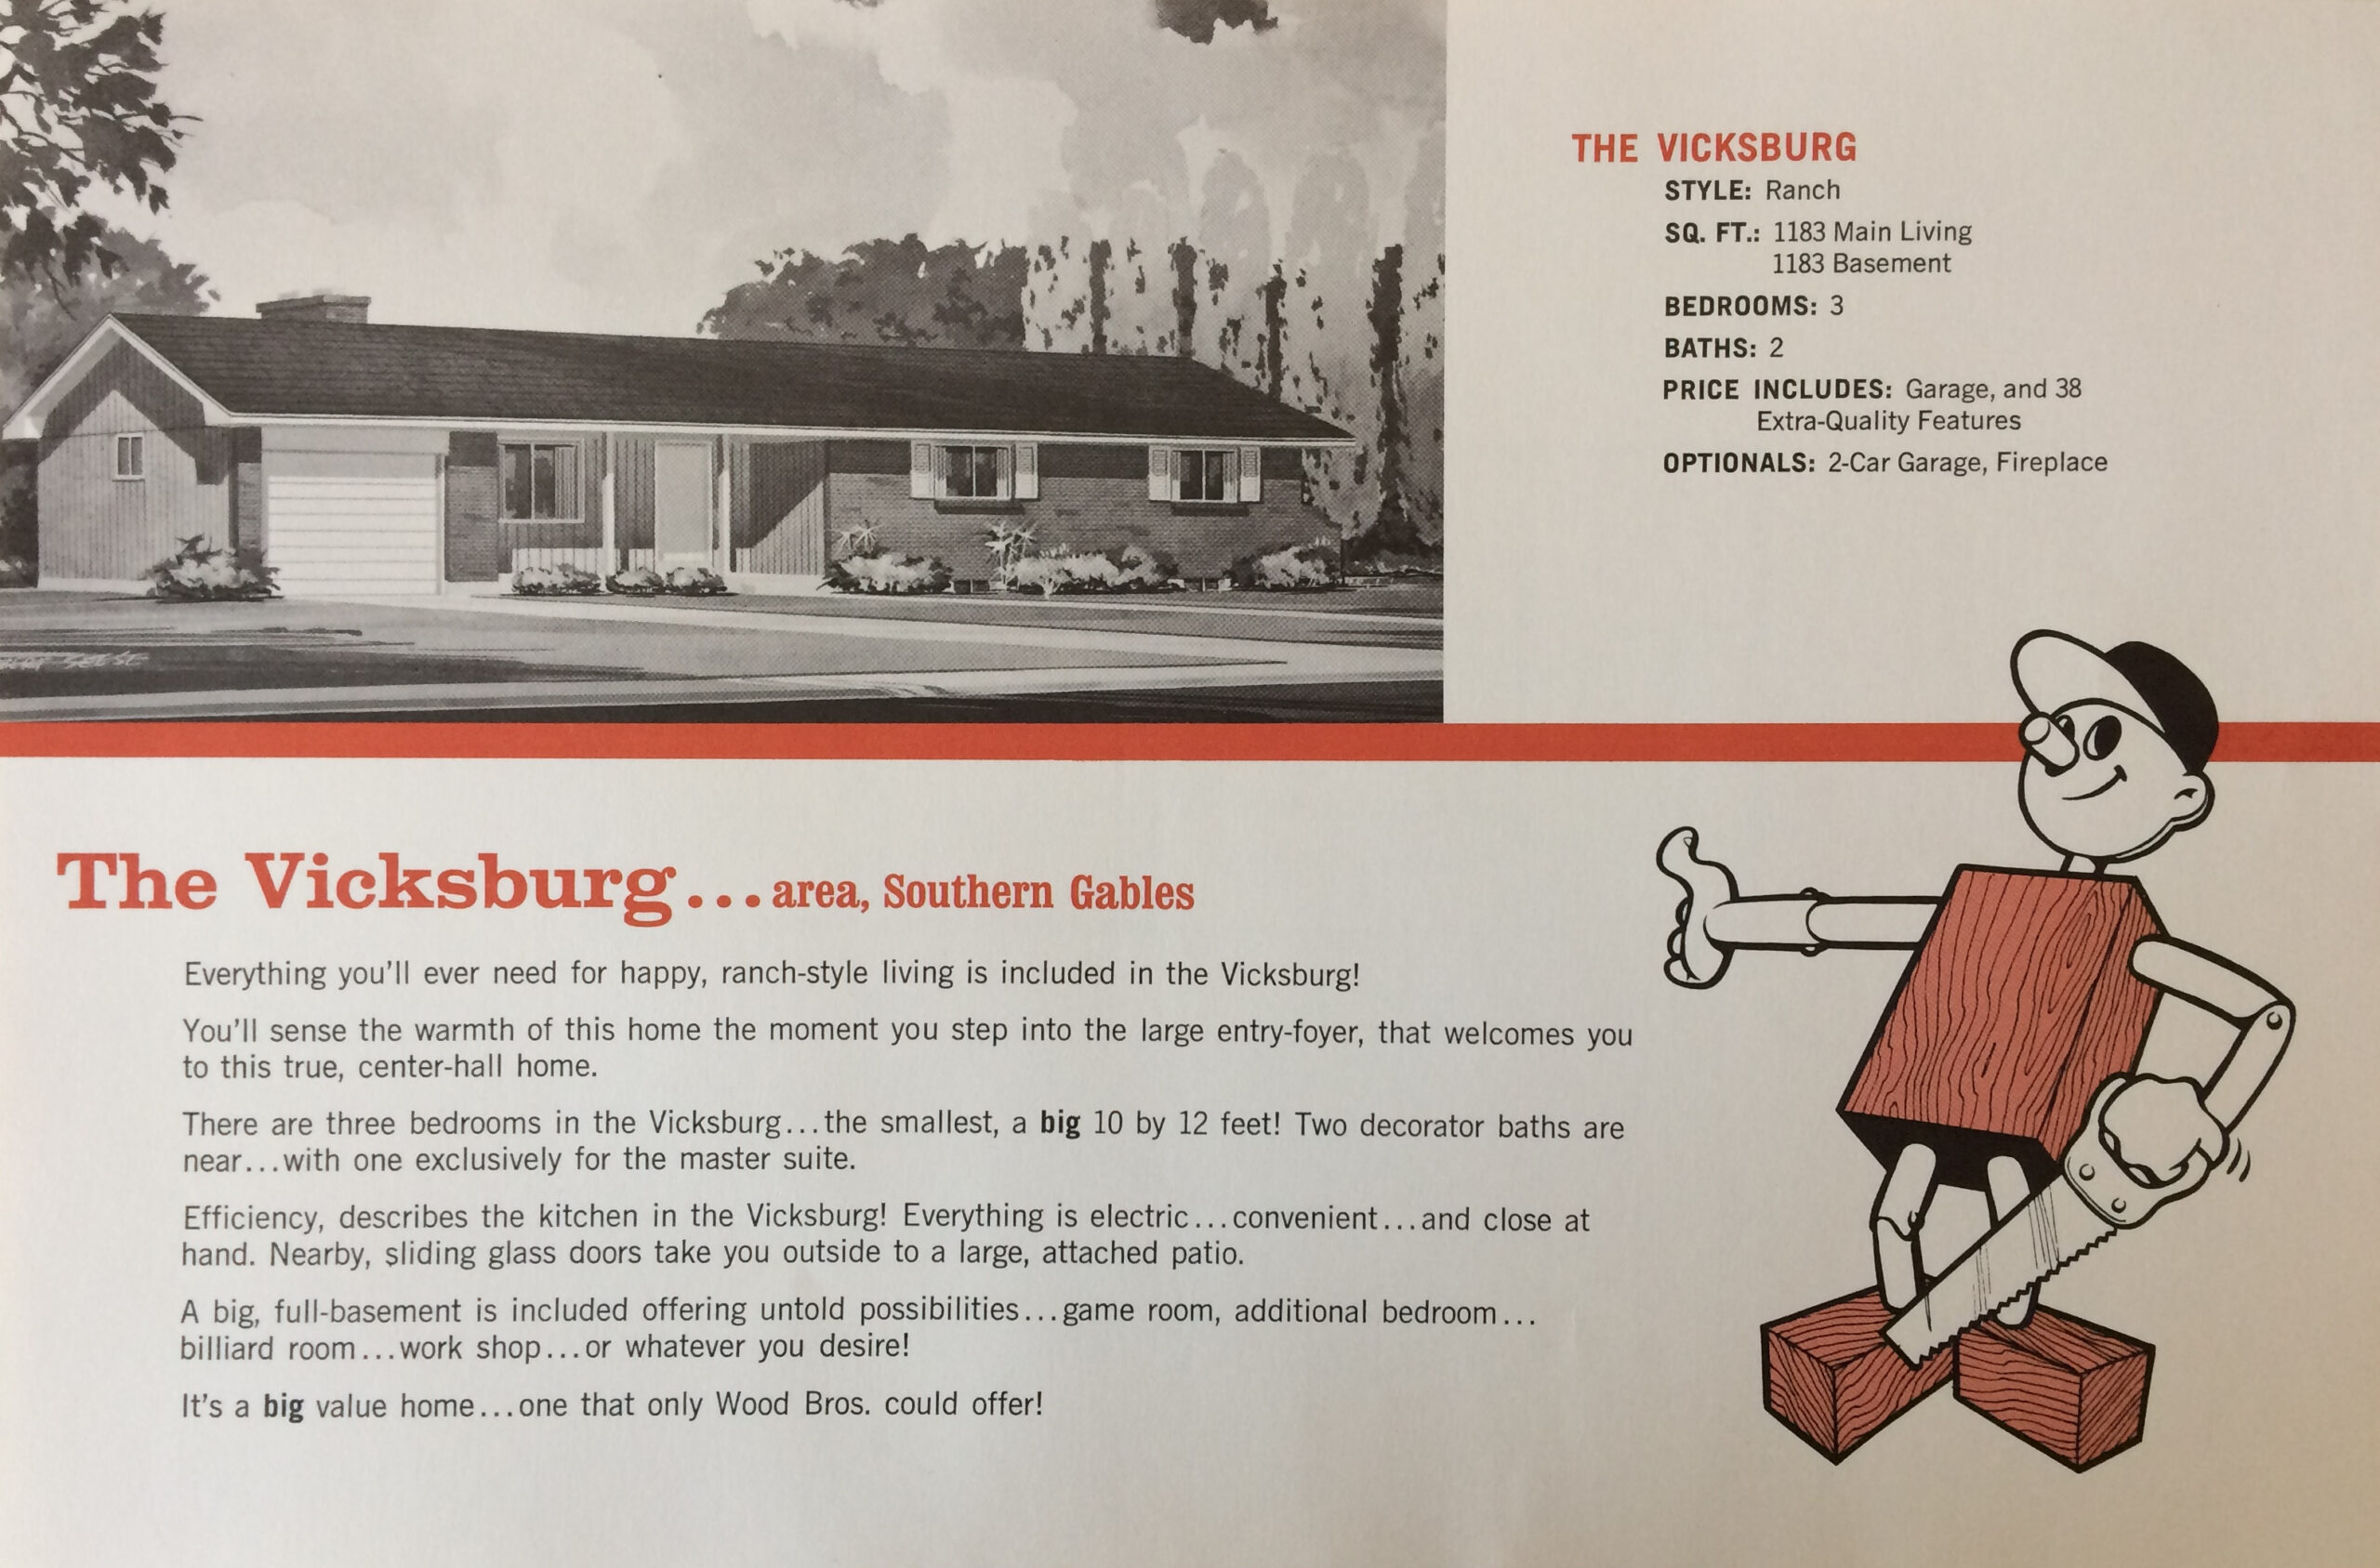 THE VICKSBURG
STYLE: Ranch
SQ. FT.: 1183 Main Living
1183 Basement
BEDROOMS: 3
BATHS: 2
PRICE INCLUDES: Garage, and 38
Extra-Quality Features
OPTIONALS: 2-Car Garage, Fireplace
The Vicksburg...area, Southern Gables
Everything you'll ever need for happy, ranch-style living is included in the Vicksburg!
You'll sense the warmth of this home the moment you step into the large entry-foyer, that welcomes you
to this true, center-hall home.
There are three bedrooms in the Vicksburg...the smallest, a big 10 by 12 feet! Two decorator baths are
near...with one exclusively for the master suite.
Efficiency, describes the kitchen in the Vicksburg! Everything is electric...convenient...and close at
hand. Nearby, sliding glass doors take you outside to a large, attached patio.
A big, full-basement is included offering untold possibilities...game room, additional bedroom...
billiard room...work shop...or whatever you desire!
It's a big value home...one that only Wood Bros. could offer!